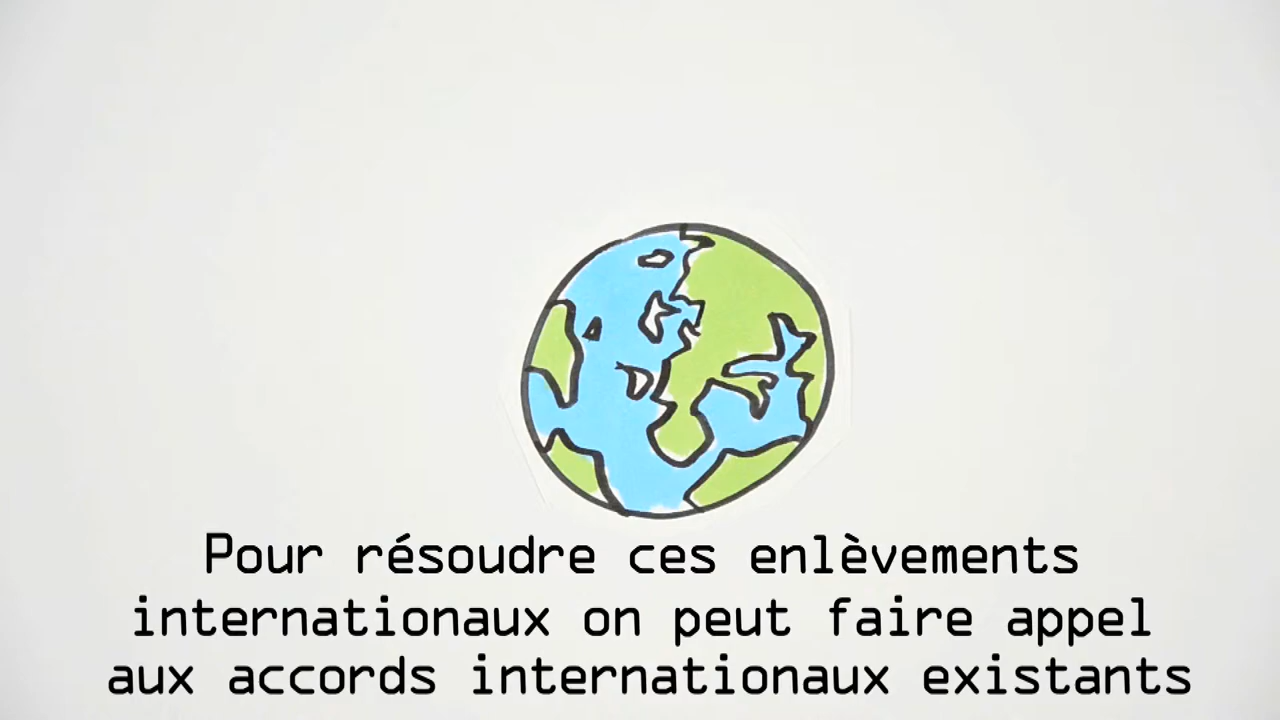 Pour résoudre ces enlèvements
internationaux on peut faire appel
aux accords internationaux existants